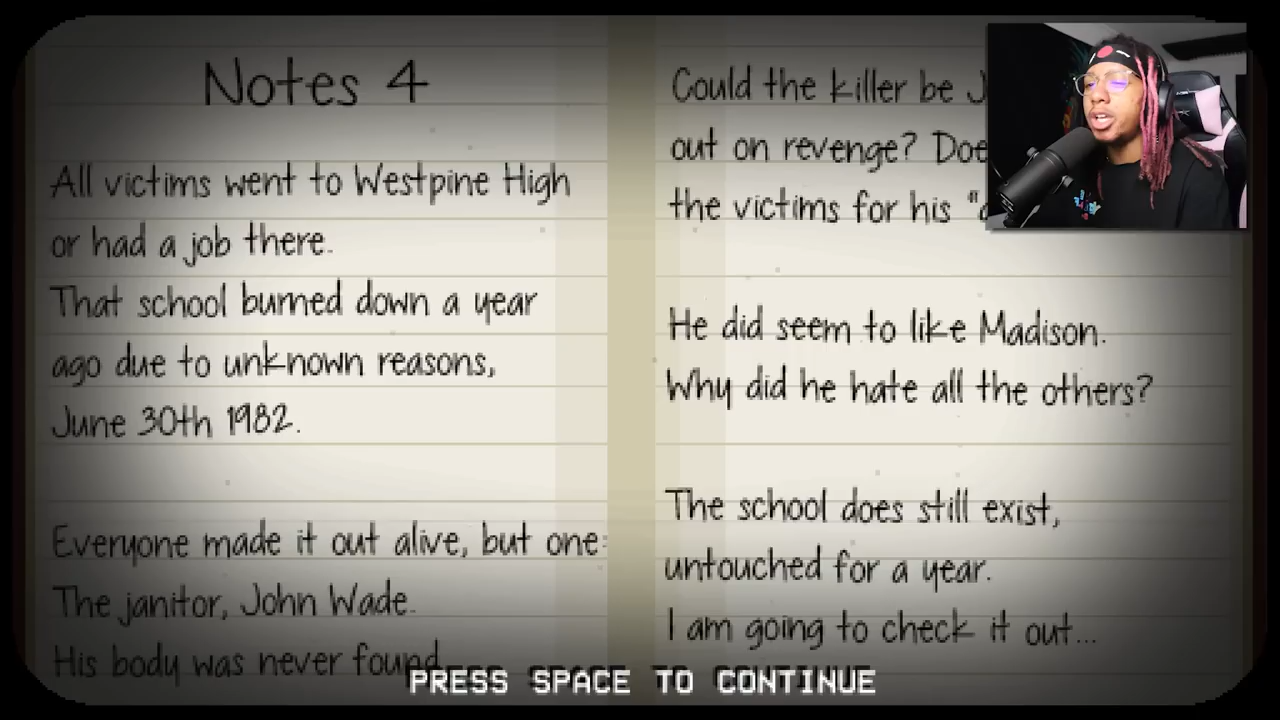 Notes 4
All victims went to Westpine High
or had a job there.
That school burned down a year
ago due to unknown reasons,
June 30th 1982.
Everyone made it out alive, but one:
The janitor, John Wade.
His body was never found
Could the killer be
out on revenge?
the victims for his
He did seem to like Madison.
Why did he hate all the others?
The school does still exist,
untouched for a year.
I am going to check it out...
PRESS SPACE TO CONTINUE